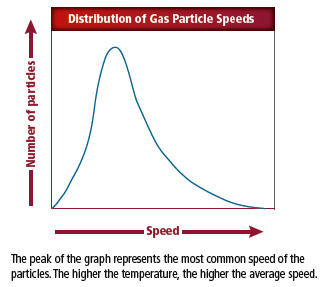 Distribution of Gas Particle Speeds
Number of particles
Speed
The peak of the graph represents the most common speed of the
particles. The higher the temperature, the higher the average speed.